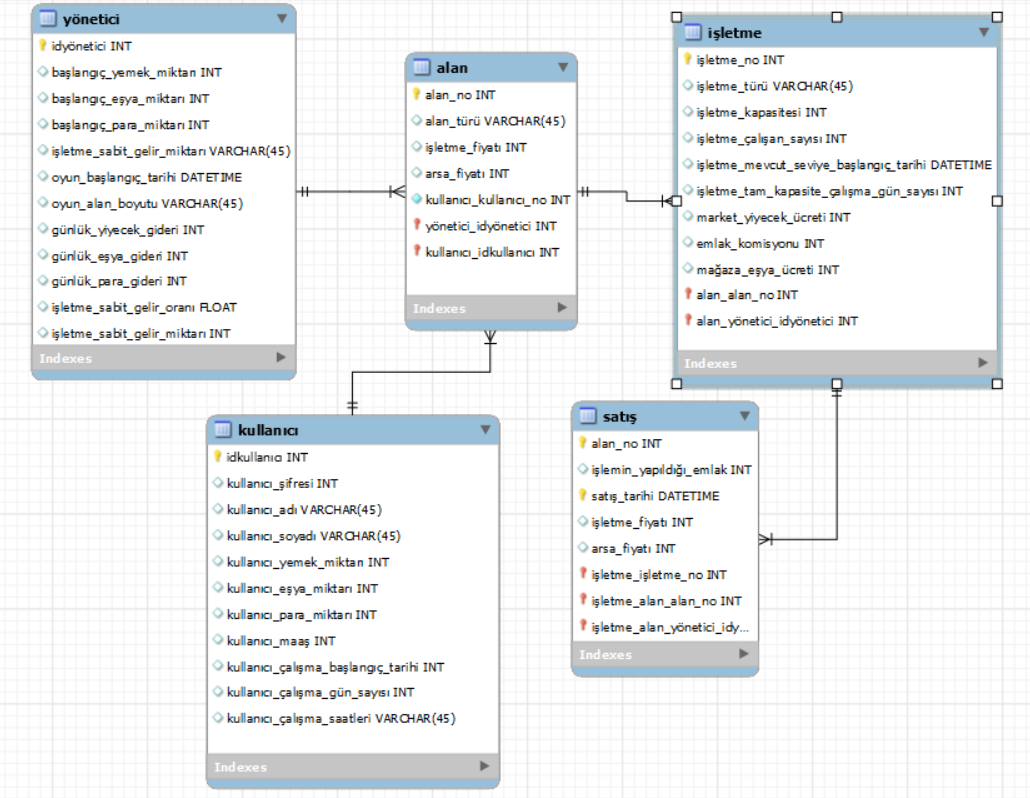 yönetici
idyönetici INT
başlangıç_yemek_miktarı INT
başlangıç_eşya_miktarı INT
başlangıç_para_miktarı INT
işletme_sabit_gelir_miktarı VARCHAR(45)
oyun_başlangıç_tarihi DATETIME
oyun_alan_boyutu VARCHAR(45)
günlük_yiyecek_gideri INT
günlük_eşya_gideri INT
günlük_para_gideri INT
işletme_sabit_gelir_oranı FLOAT
işletme_sabit_gelir_miktarı INT
Indexes
alan
alan_no INT
alan_türü VARCHAR(45)
işletme_fiyatı INT
arsa_fiyatı INT
kullanıcı_kullanıcı_no INT
yönetici_idyönetici INT
kullanıcı_idkullanıcı INT
Indexes
işletme
işletme_no INT
işletme_türü VARCHAR(45)
işletme_kapasitesi INT
işletme_çalışan_sayısı INT
işletme_mevcut_seviye_başlangıç_tarihi DATETIME
işletme_tam_kapasite_çalışma_gün_sayısı INT
market_yiyecek_ücreti INT
emlak_komisyonu INT
mağaza_eşya_ücreti INT
alan_alan_no INT
alan_yönetici_idyönetici INT
Indexes
kullanıcı
idkullanıcı INT
kullanıcı_şifresi INT
kullanıcı_adı VARCHAR(45)
kullanıcı_soyadı VARCHAR(45)
kullanıcı_yemek_miktarı INT
kullanıcı_eşya_miktarı INT
kullanıcı_para_miktarı INT
kullanıcı_maaş INT
kullanıcı_çalışma_başlangıç_tarihi INT
kullanıcı_çalışma_gün_sayısı INT
kullanıcı_çalışma_saatleri VARCHAR(45)
Indexes
satış
alan_no INT
işlemin_yapıldığı_emlak INT
satış_tarihi DATETIME
işletme_fiyatı INT
arsa_fiyatı INT
işletme_işletme_no INT
işletme_alan_alan_no INT
işletme_alan_yönetici_idy...
Indexes